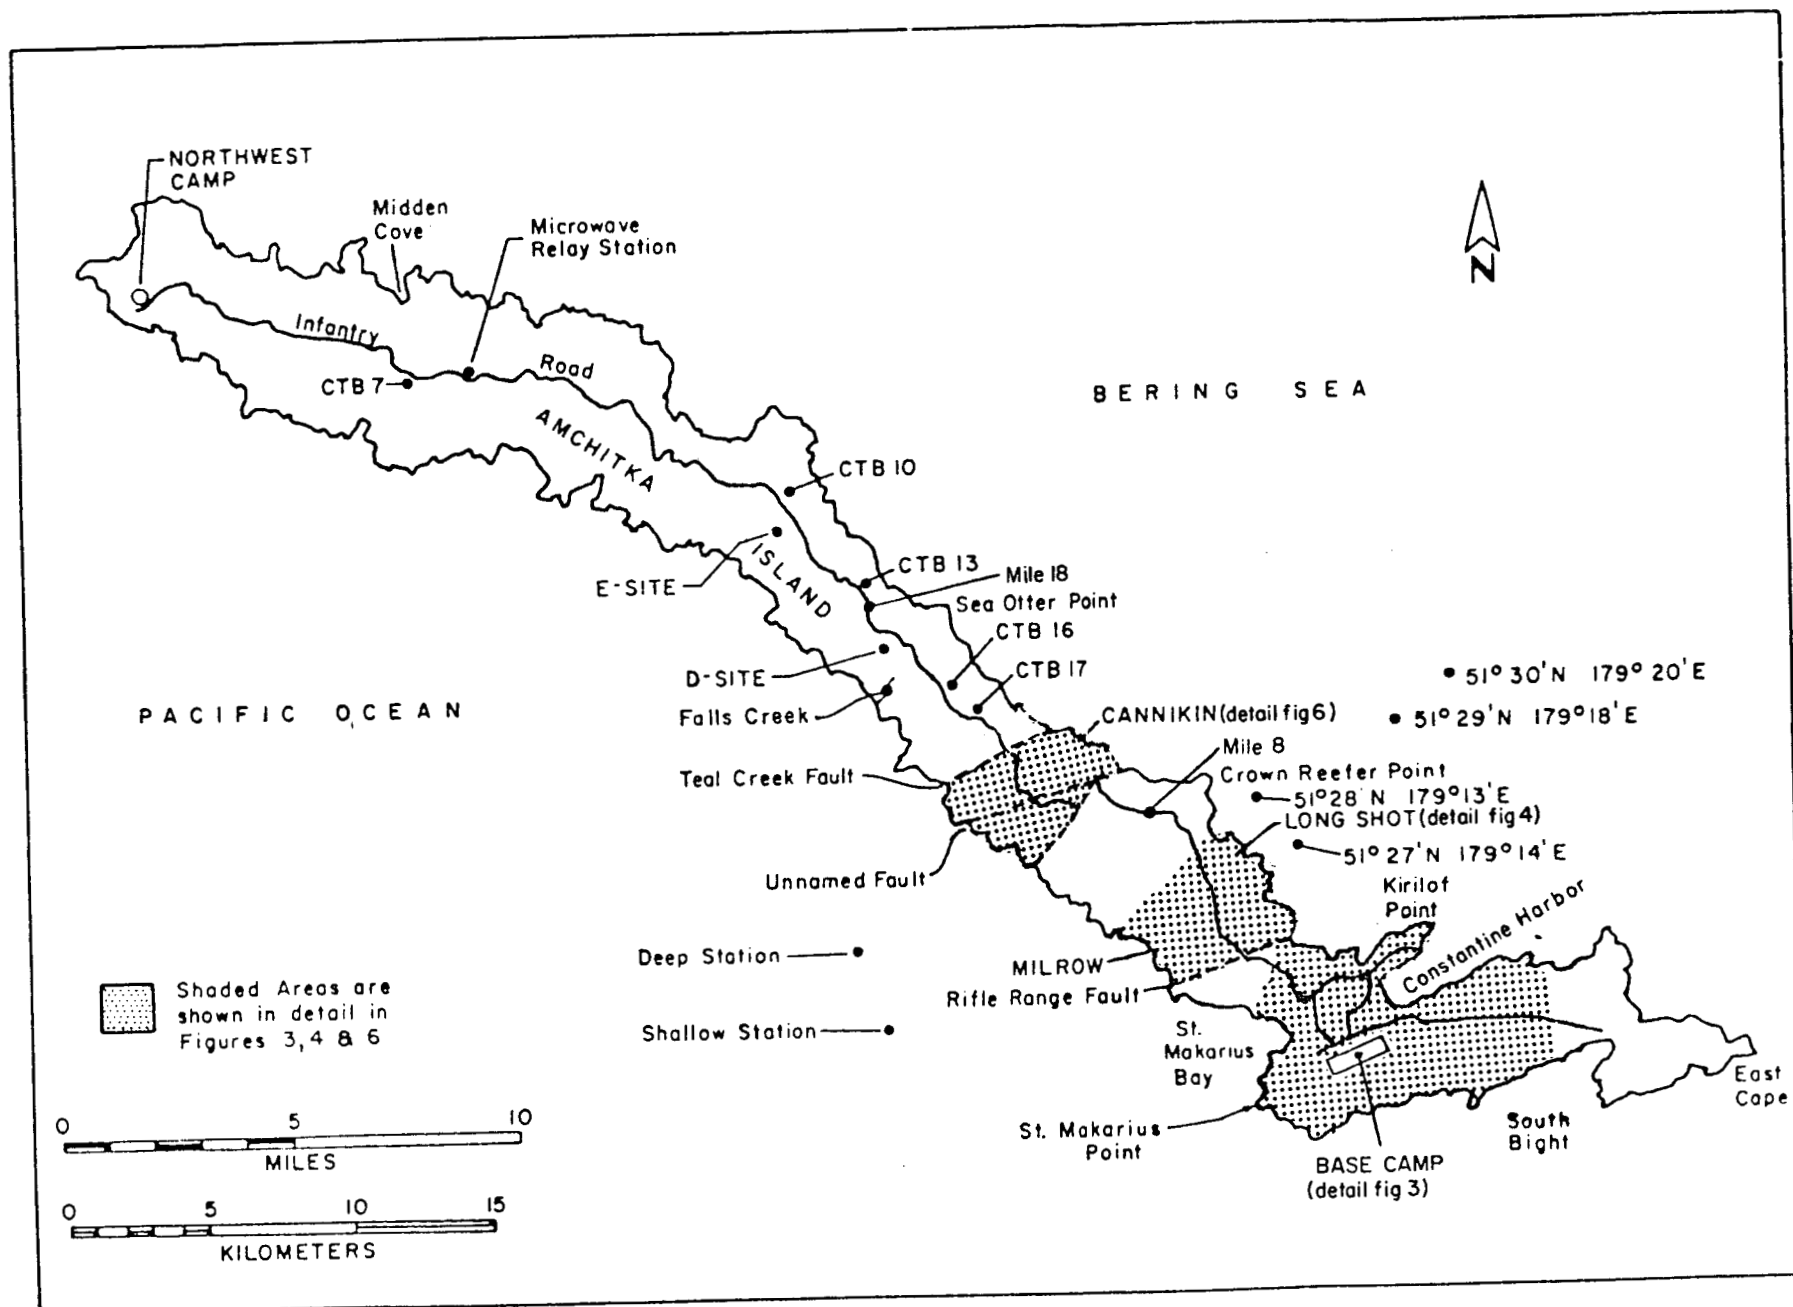 NORTHWEST
CAMP
Midden
Cove
Microwave
Relay Station
Infantry
Road
CTB 7
AMCHITKA
ISLAND
BERING SEA
N
CTB 10
E-SITE
CTB 13
Mile 18
Sea Otter Point
CTB 16
D-SITE
CTB 17
Falls Creek
PACIFIC OCEAN
51° 30' N 179° 20' E
51° 29' N 179° 18' E
CANNIKIN (detail fig 6)
Mile 8
Teal Creek Fault
Crown Reefer Point
51° 28' N 179° 13' E
LONG SHOT (detail fig 4)
51° 27' N 179° 14' E
Unnamed Fault
Kirilof
Point
Constantine Harbor
Deep Station
MILROW
Rifle Range Fault
Shaded Areas are
shown in detail in
Figures 3, 4 & 6
Shallow Station
St.
Makarius
Bay
East
Cape
St. Makarius
Point
South
Bight
BASE CAMP
(detail fig 3)
0 5 10
MILES
0 5 10 15
KILOMETERS